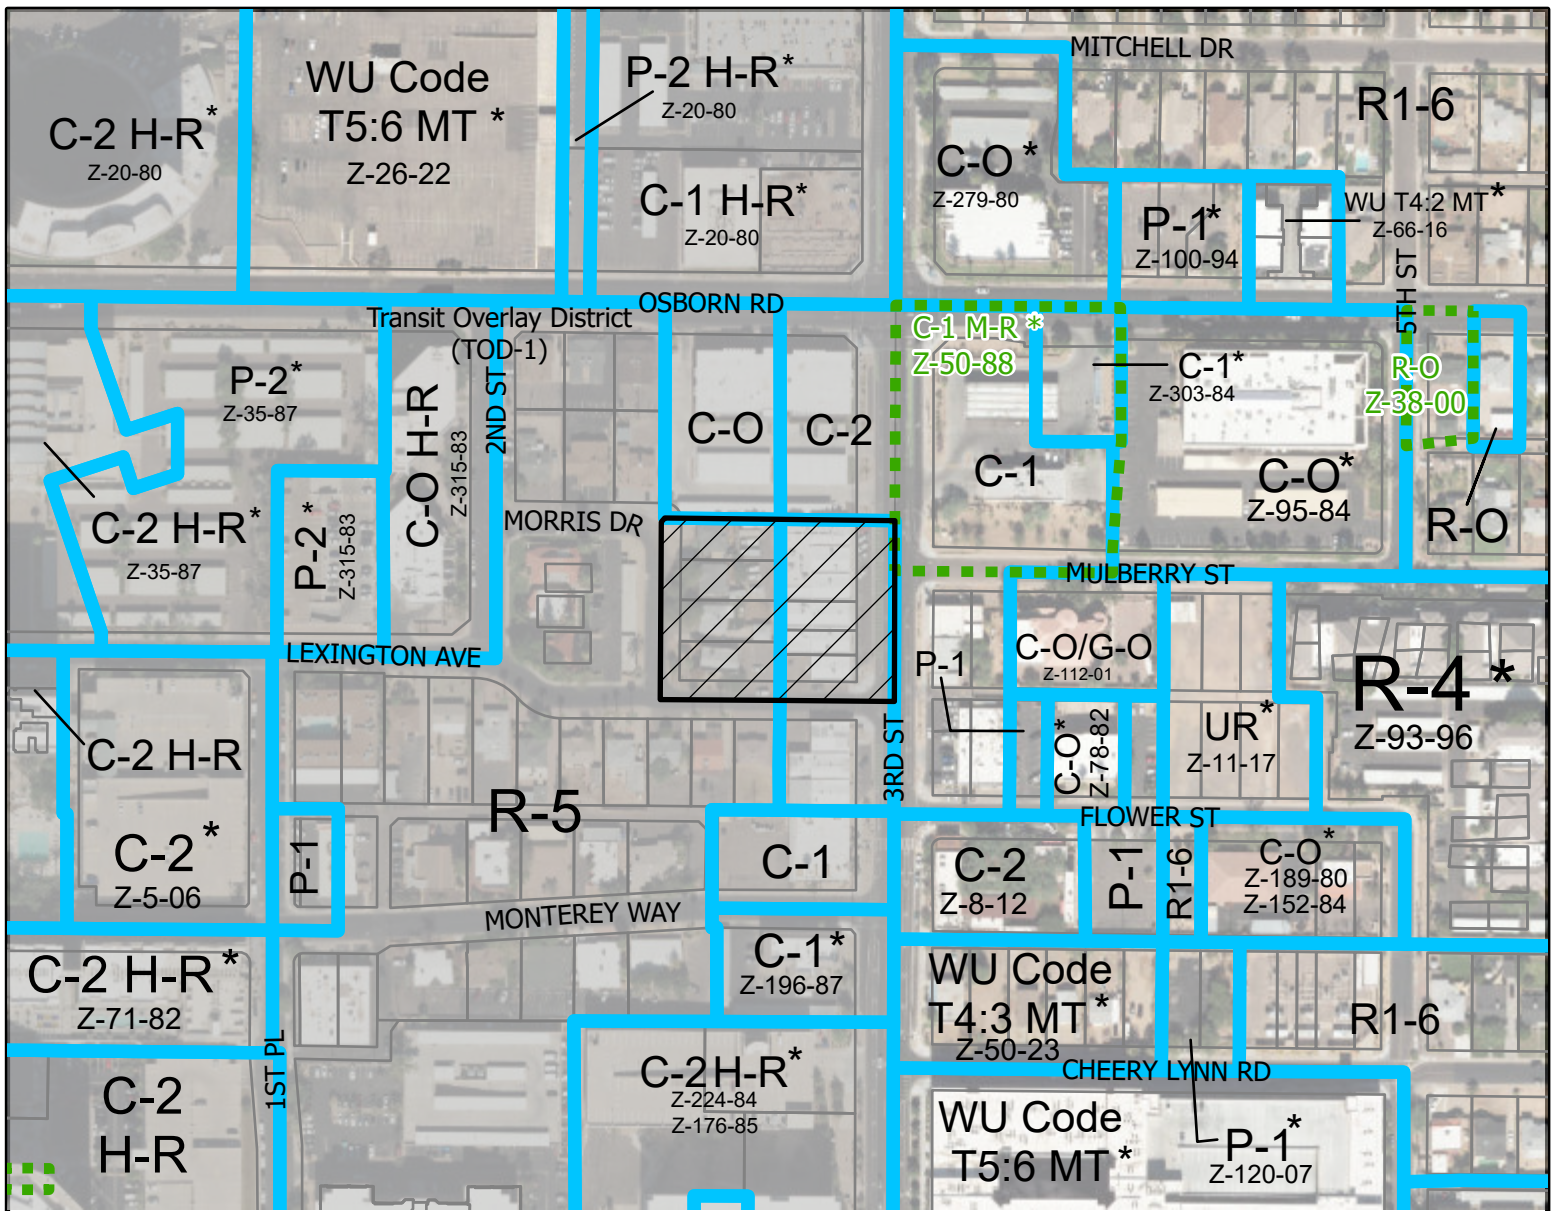 MITCHELL DR
WU Code
T5:6 MT *
Z-26-22
P-2 H-R*
Z-20-80
C-2 H-R*
Z-20-80
R1-6
C-O *
Z-279-80
C-1 H-R*
Z-20-80
P-1*
Z-100-94
WU T4:2 MT*
Z-66-16
5TH ST
OSBORN RD
Transit Overlay District
(TOD-1)
C-1 M-R *
Z-50-88
C-1*
Z-303-84
R-O
Z-38-00
P-2*
Z-35-87
C-O H-R
Z-315-83
2ND ST
C-O
C-2
C-1
C-O*
Z-95-84
R-O
C-2 H-R*
Z-35-87
P-2*
Z-315-83
MORRIS DR
MULBERRY ST
LEXINGTON AVE
P-1
C-O/G-O
Z-112-01
R-4 *
Z-93-96
C-2 H-R
C-O*
Z-78-82
UR*
Z-11-17
3RD ST
R-5
FLOWER ST
C-2*
Z-5-06
P-1
C-1
C-2
Z-8-12
P-1
R1-6
C-O*
Z-189-80
Z-152-84
MONTEREY WAY
C-2 H-R*
Z-71-82
C-1*
Z-196-87
WU Code
T4:3 MT *
Z-50-23
R1-6
1ST PL
C-2 H-R*
Z-224-84
Z-176-85
CHEERY LYNN RD
C-2
H-R
WU Code
T5:6 MT *
P-1*
Z-120-07